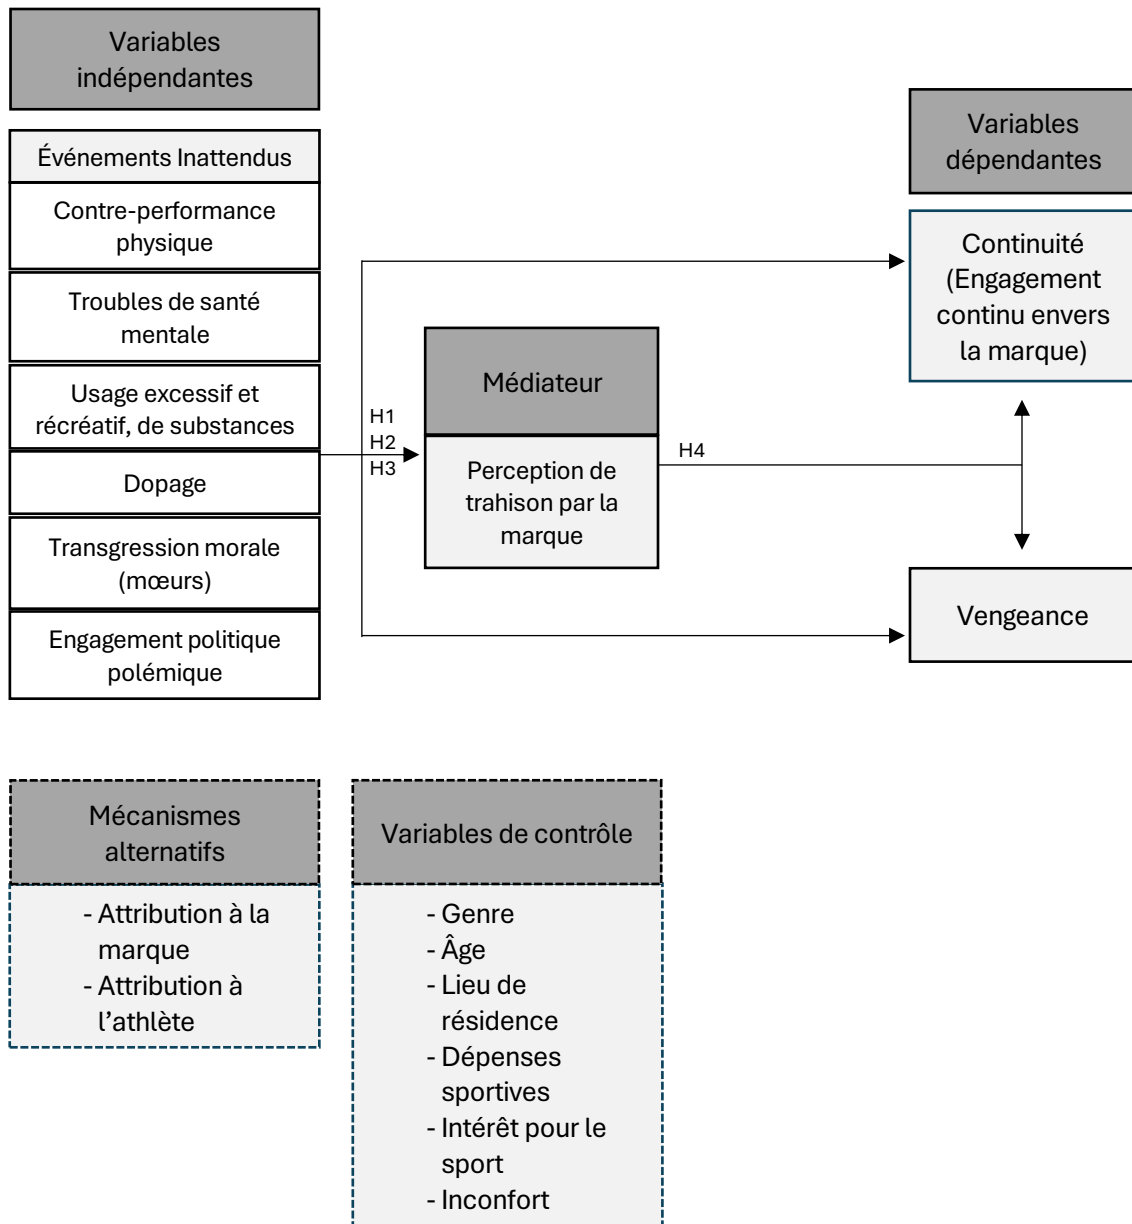 Variables
indépendantes
Événements Inattendus
Contre-performance
physique
Troubles de santé
mentale
Usage excessif et
récréatif, de substances
Dopage
Transgression morale
(mœurs)
Engagement politique
polémique
H1
H2
H3
Médiateur
Perception de
trahison par la
marque
H4
Variables
dépendantes
Continuité
(Engagement
continu envers
la marque)
Vengeance
Mécanismes
alternatifs
- Attribution à la
marque
- Attribution à
l’athlète
Variables de contrôle
- Genre
- Âge
- Lieu de
résidence
- Dépenses
sportives
- Intérêt pour le
sport
- Inconfort